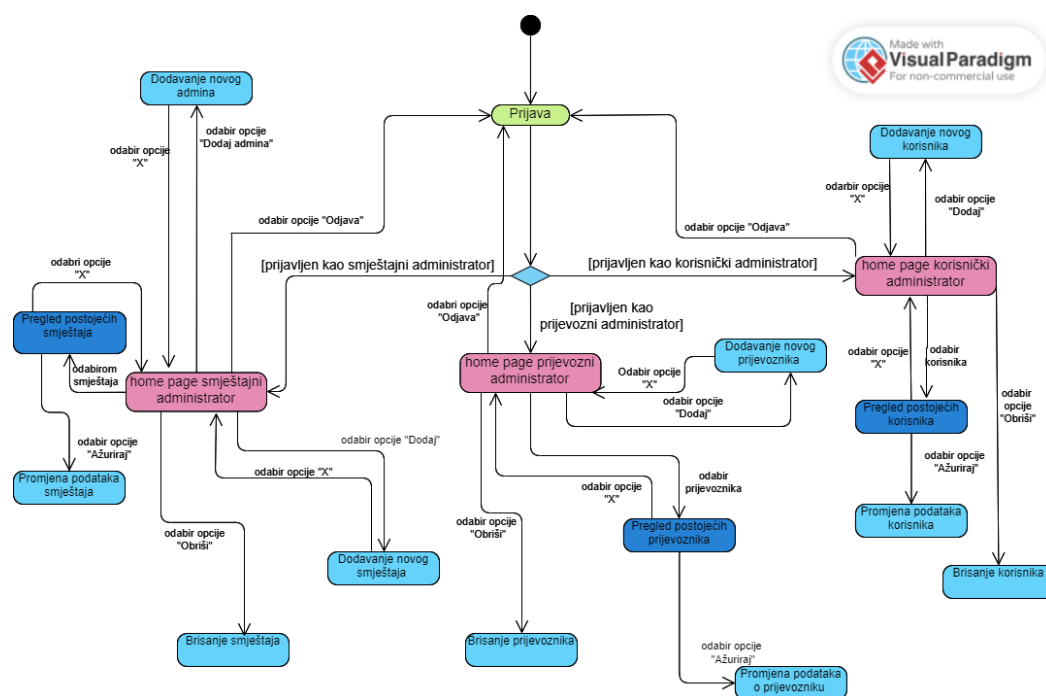 Made with
Visual Paradigm
For non-commercial use
Dodavanje novog
admina
odabir opcije
"X"
odabir opcije
"Dodaj admina"
Prijava
Dodavanje novog
korisnika
odarbir opcije
"X"
odabir opcije
"Dodaj"
odabir opcije "Odjava"
odabir opcije "Odjava"
[prijavljen kao smještajni administrator]
[prijavljen kao korisnički administrator]
home page korisnički
administrator
odabri opcije
"X"
Pregled postojećih
smještaja
odabirom
smještaja
home page smještajni
administrator
odabri opcije
"Odjava"
[prijavljen kao
prijevozni administrator]
home page prijevozni
administrator
Dodavanje novog
prijevoznika
Odabir opcije
"X"
odabir opcije
"Dodaj"
odabir opcije
"X"
odabir
korisnika
odabir
opcije
"Obriši"
Pregled postojećih
korisnika
odabir opcije
"Ažuriraj"
Promjena podataka
smještaja
odabir opcije "Dodaj"
odabir opcije "X"
odabir opcije
"Obriši"
Dodavanje novog
smještaja
Brisanje smještaja
odabir
prijevoznika
odabir opcije
"X"
odabir opcije
"Obriši"
Pregled postojećih
prijevoznika
Brisanje prijevoznika
odabir opcije
"Ažuriraj"
Promjena podataka
o prijevozniku
odabir opcije
"Ažuriraj"
Promjena podataka
korisnika
Brisanje korisnika